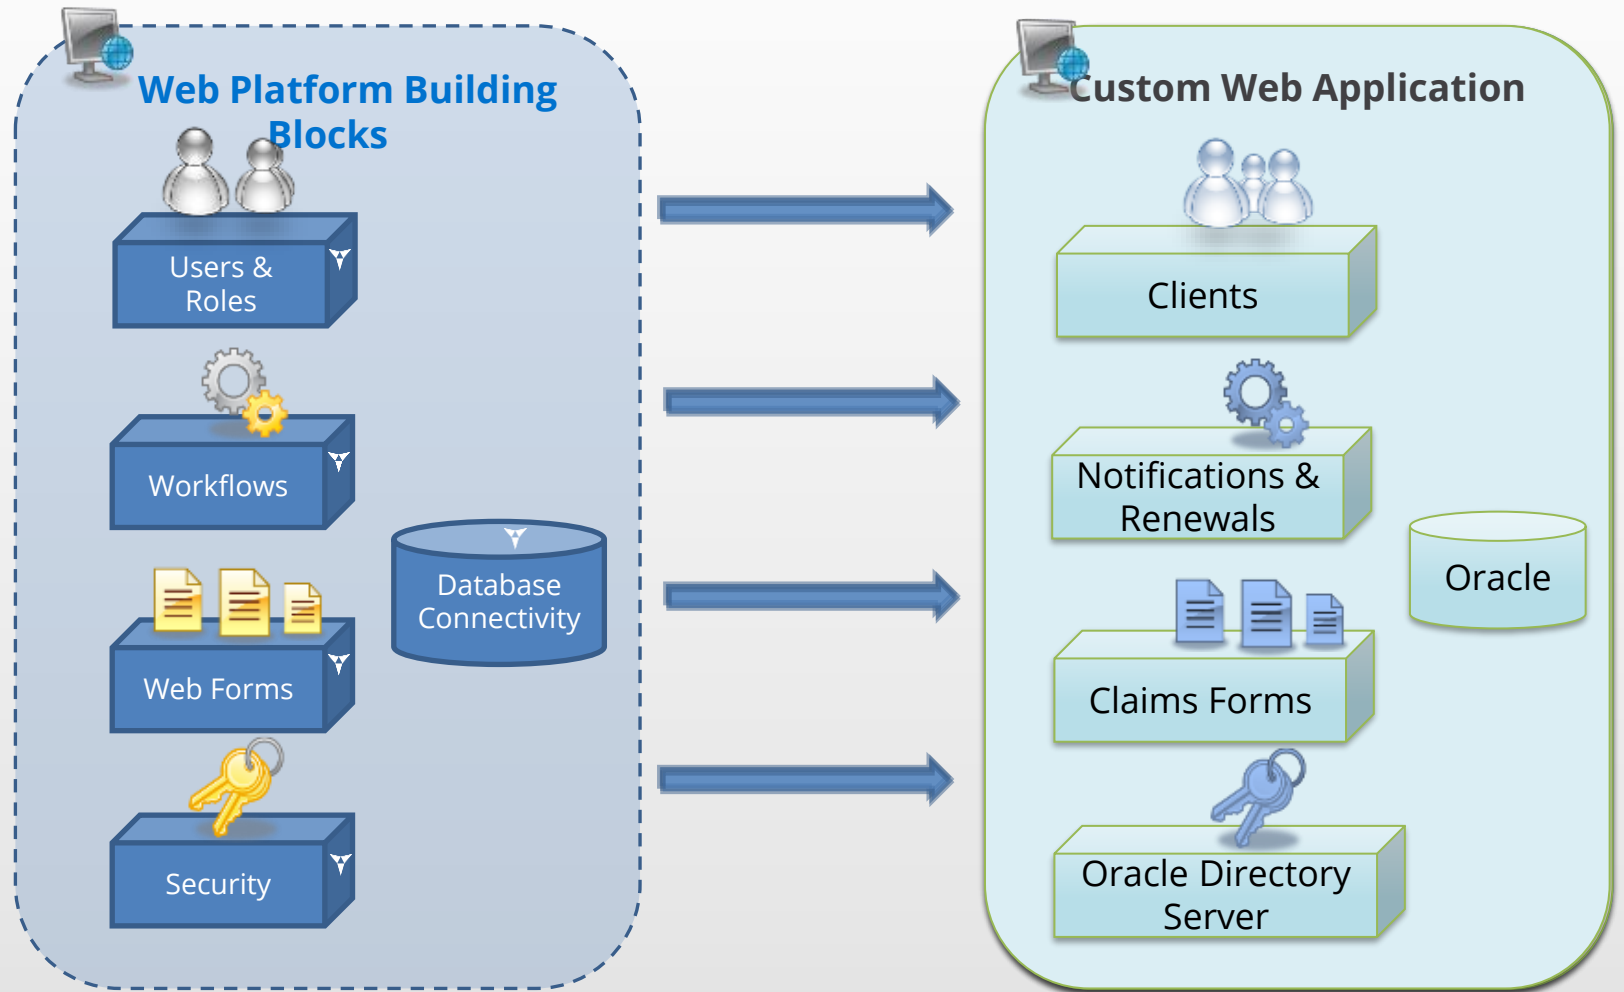 Web Platform Building
Blocks
Users &
Roles
Workflows
Database
Connectivity
Web Forms
Security
Custom Web Application
Clients
Notifications &
Renewals
Oracle
Claims Forms
Oracle Directory
Server